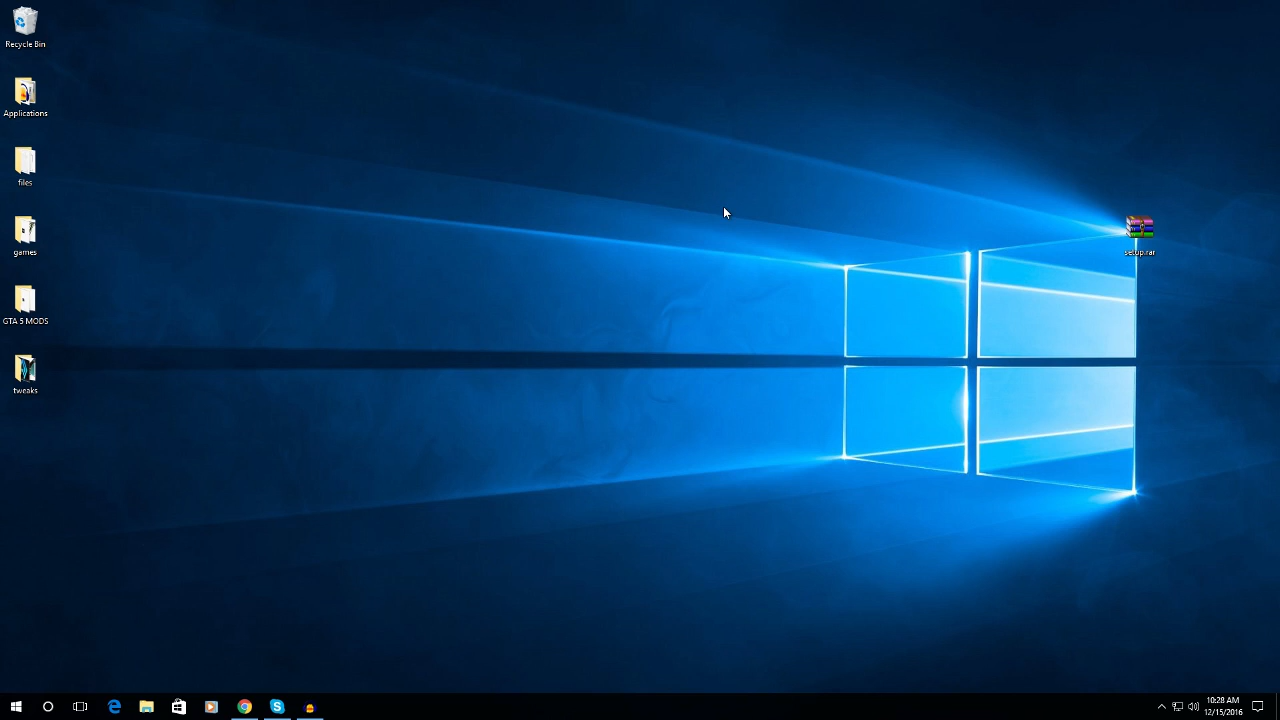 Recycle Bin
Applications
files
games
GTA 5 MODS
tweaks
setup.rar
10:28 AM
12/15/2016